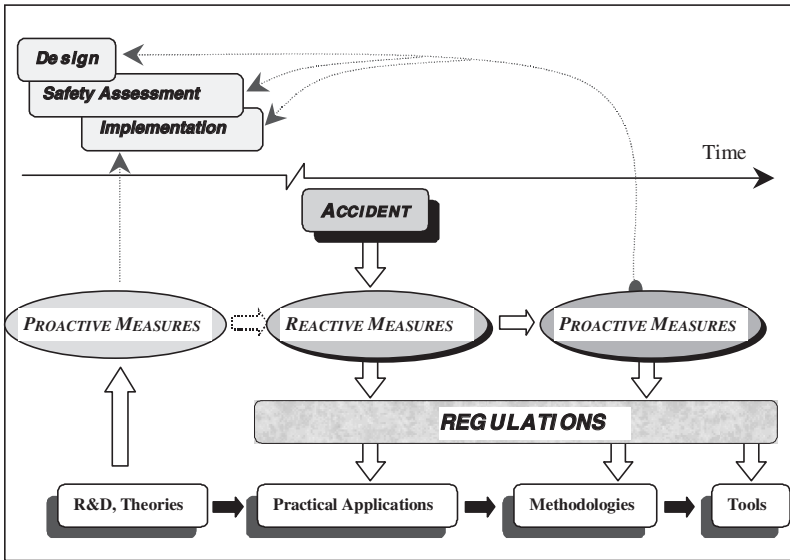 Design
Safety Assessment
Implementation
Time
ACCIDENT
PROACTIVE MEASURES
REACTIVE MEASURES
PROACTIVE MEASURES
REGULATIONS
R&D, Theories
Practical Applications
Methodologies
Tools